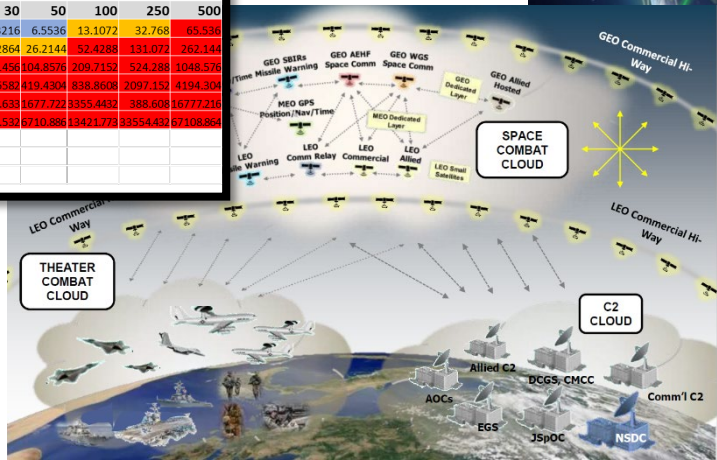 30 50 100 250 500
6.5536 13.1072 32.768 65.536
26.2144 52.4288 131.072 262.144
104.8576 209.7152 524.288 1048.576
419.4304 838.8608 2097.152 4194.304
1677.722 3355.4432 388.608 16777.216
6710.886 13421.773 33554.432 67108.864
GEO Commercial Hi-
Way
GEO SBIRs
Missile Warning
GEO AEHF
Space Comm
GEO WGS
Space Comm
GEO
Dedicated
Layer
GEO Allied
Hosted
MEO GPS
Position/Nav/Time
MEO Dedicated
Layer
SPACE
COMBAT
CLOUD
LEO
Comm Relay
LEO
Commercial
LEO
Allied
LEO Small
Satellites
LEO Commercial
Way
LEO Commercial Hi-
Way
THEATER
COMBAT
CLOUD
C2
CLOUD
Allied C2
DCGS, CMCC
Comm'l C2
AOCs
EGS
JSpOC
NSDC